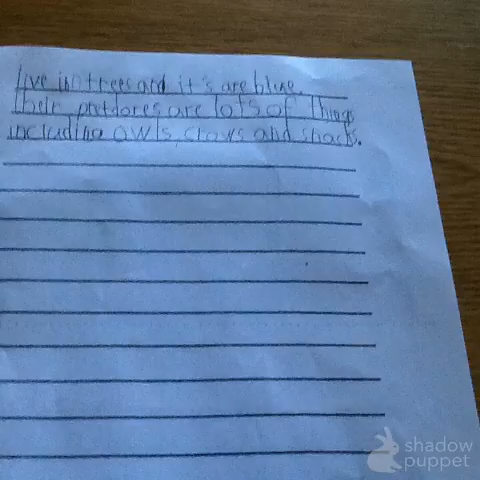 live in trees and it's are blue.
Their pretdores are lots of Things
including owls, crows and snacks.
shadow
puppet